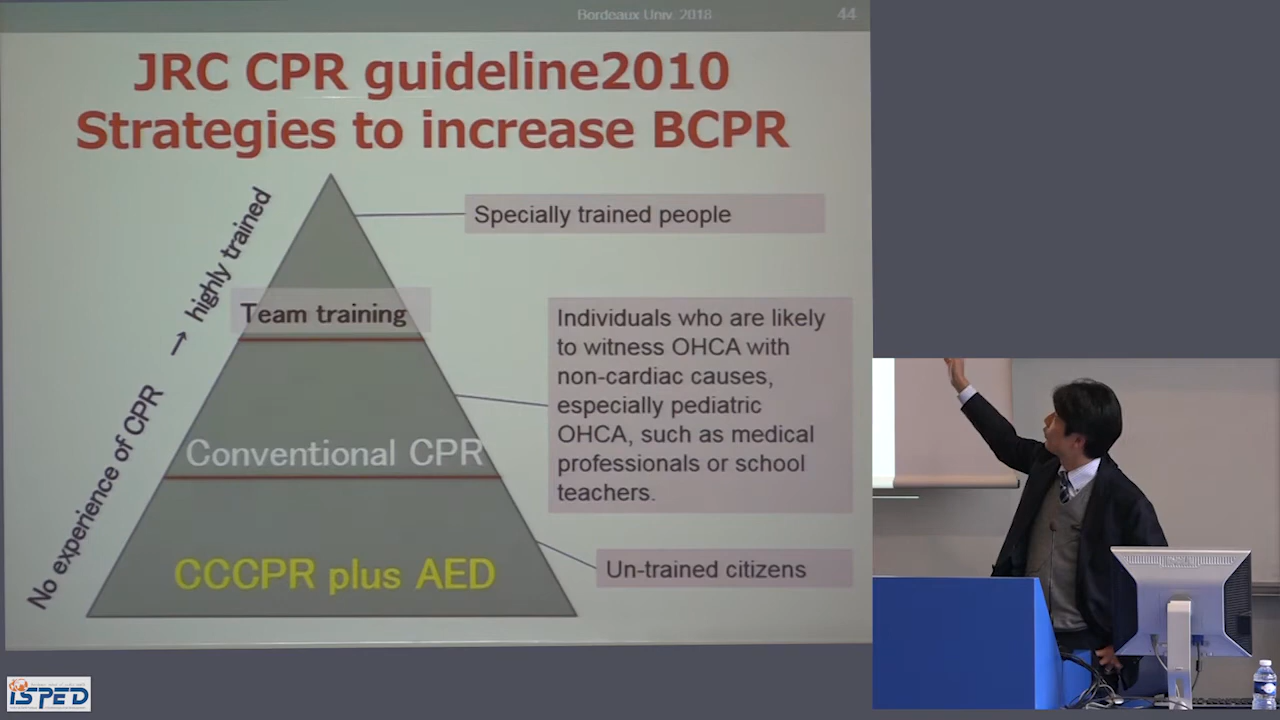 Bordeaux Univ. 2018
44
JRC CPR guideline2010
Strategies to increase BCPR
No experience of CPR → highly trained
Specially trained people
Team training
Individuals who are likely
to witness OHCA with
non-cardiac causes,
especially pediatric
OHCA, such as medical
professionals or school
teachers.
Conventional CPR
CCCPR plus AED
Un-trained citizens
iSPED